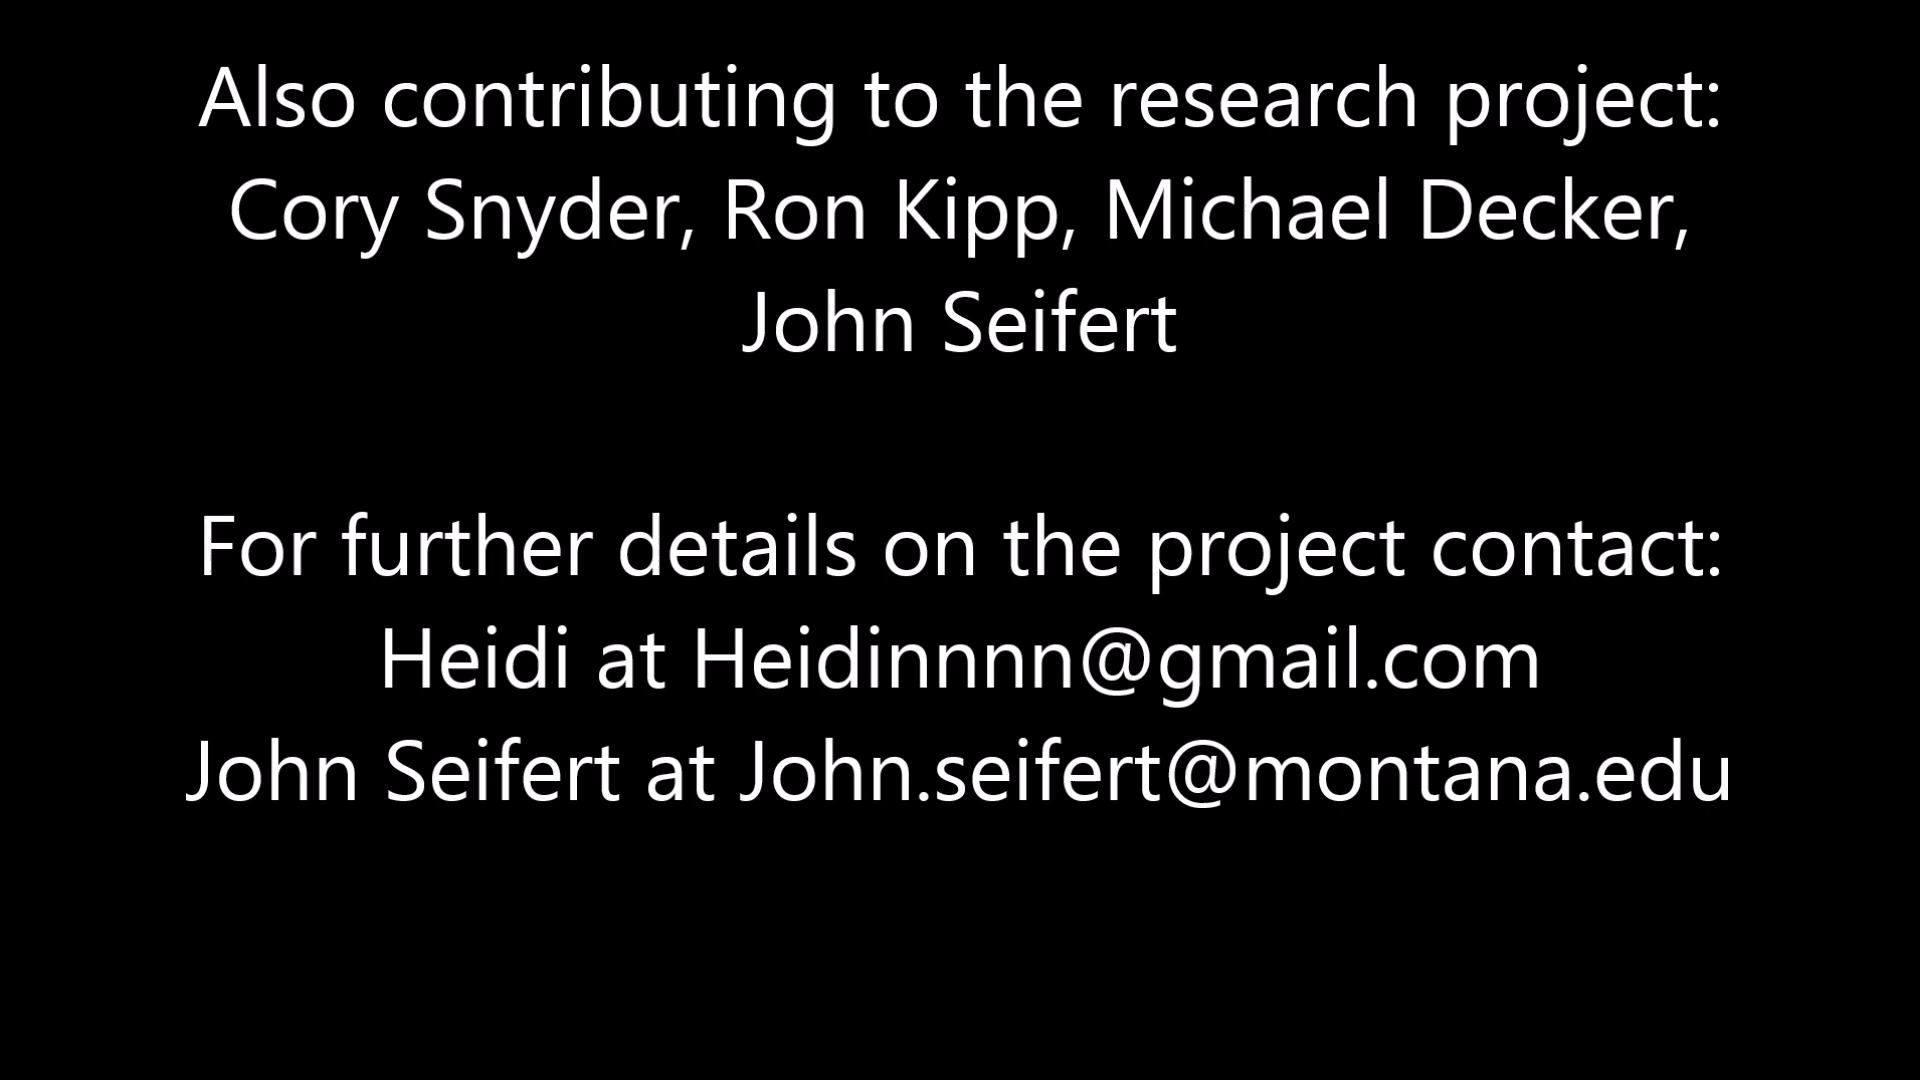 Also contributing to the research project:
Cory Snyder, Ron Kipp, Michael Decker,
John Seifert
For further details on the project contact:
Heidi at Heidinnnn@gmail.com
John Seifert at John.seifert@montana.edu